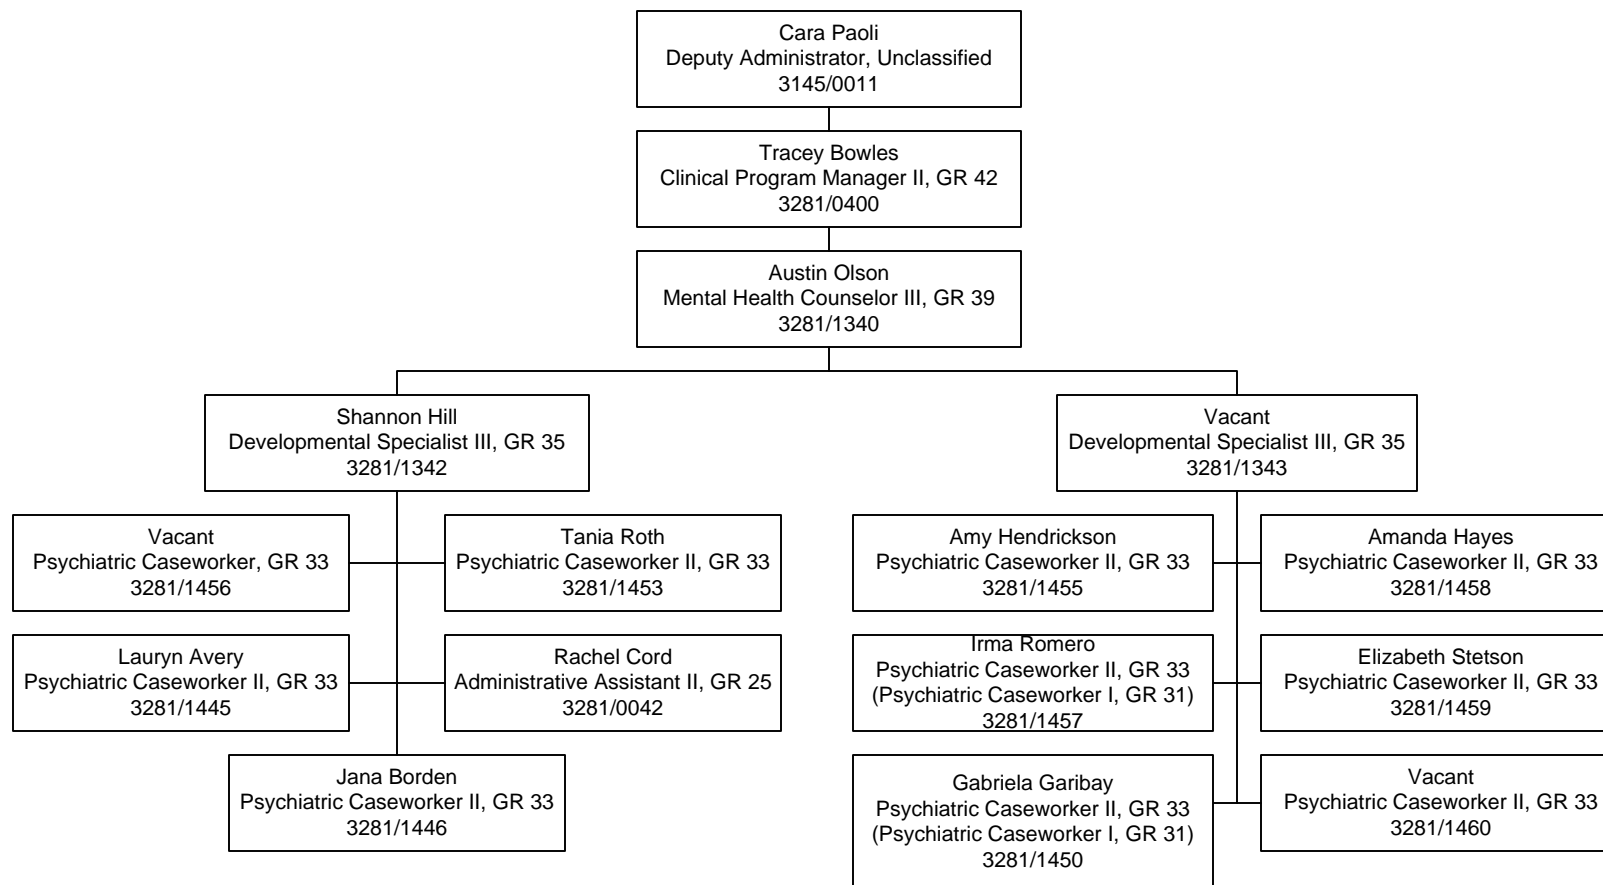 Cara Paoli
Deputy Administrator, Unclassified
3145/0011
Tracey Bowles
Clinical Program Manager II, GR 42
3281/0400
Austin Olson
Mental Health Counselor III, GR 39
3281/1340
Shannon Hill
Developmental Specialist III, GR 35
3281/1342
Vacant
Developmental Specialist III, GR 35
3281/1343
Vacant
Psychiatric Caseworker, GR 33
3281/1456
Tania Roth
Psychiatric Caseworker II, GR 33
3281/1453
Amy Hendrickson
Psychiatric Caseworker II, GR 33
3281/1455
Amanda Hayes
Psychiatric Caseworker II, GR 33
3281/1458
Lauryn Avery
Psychiatric Caseworker II, GR 33
3281/1445
Rachel Cord
Administrative Assistant II, GR 25
3281/0042
Irma Romero
Psychiatric Caseworker II, GR 33
(Psychiatric Caseworker I, GR 31)
3281/1457
Elizabeth Stetson
Psychiatric Caseworker II, GR 33
3281/1459
Jana Borden
Psychiatric Caseworker II, GR 33
3281/1446
Gabriela Garibay
Psychiatric Caseworker II, GR 33
(Psychiatric Caseworker I, GR 31)
3281/1450
Vacant
Psychiatric Caseworker II, GR 33
3281/1460